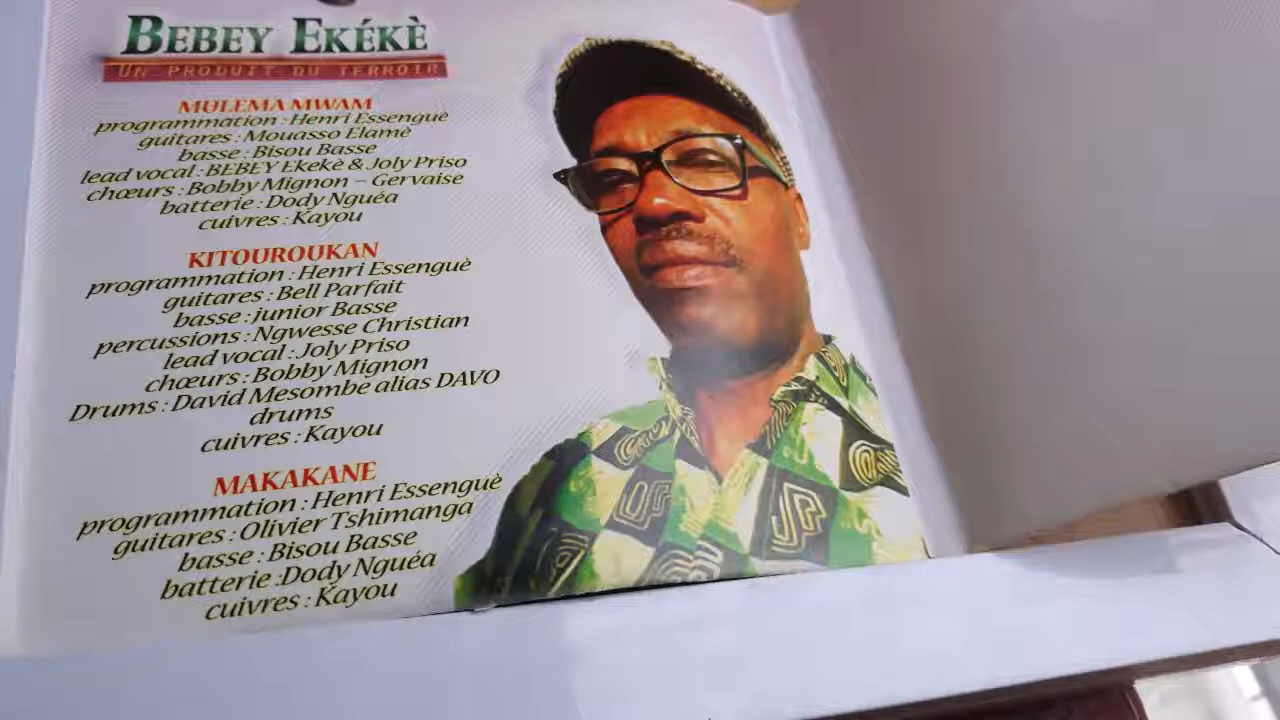 BEBEY EKÉKÈ
UN PRODUIT DU TERROIR
MULEMA MWAM
programmation : Henri Essenguè
guitares : Mouasso Elamè
basse : Bisou Basse
lead vocal : BEBEY Ekekè & Joly Priso
chœurs : Bobby Mignon – Gervaise
batterie : Dody Nguéa
cuivres : Kayou
KITOUROUKAN
programmation : Henri Essenguè
guitares : Bell Parfait
basse : junior Basse
percussions : Ngwesse Christian
lead vocal : Joly Priso
chœurs : Bobby Mignon
Drums : David Mesombe alias DAVO
drums
cuivres : Kayou
MAKAKANE
programmation : Henri Essenguè
guitares : Olivier Tshimanga
basse : Bisou Basse
batterie :Dody Nguéa
cuivres : Kayou